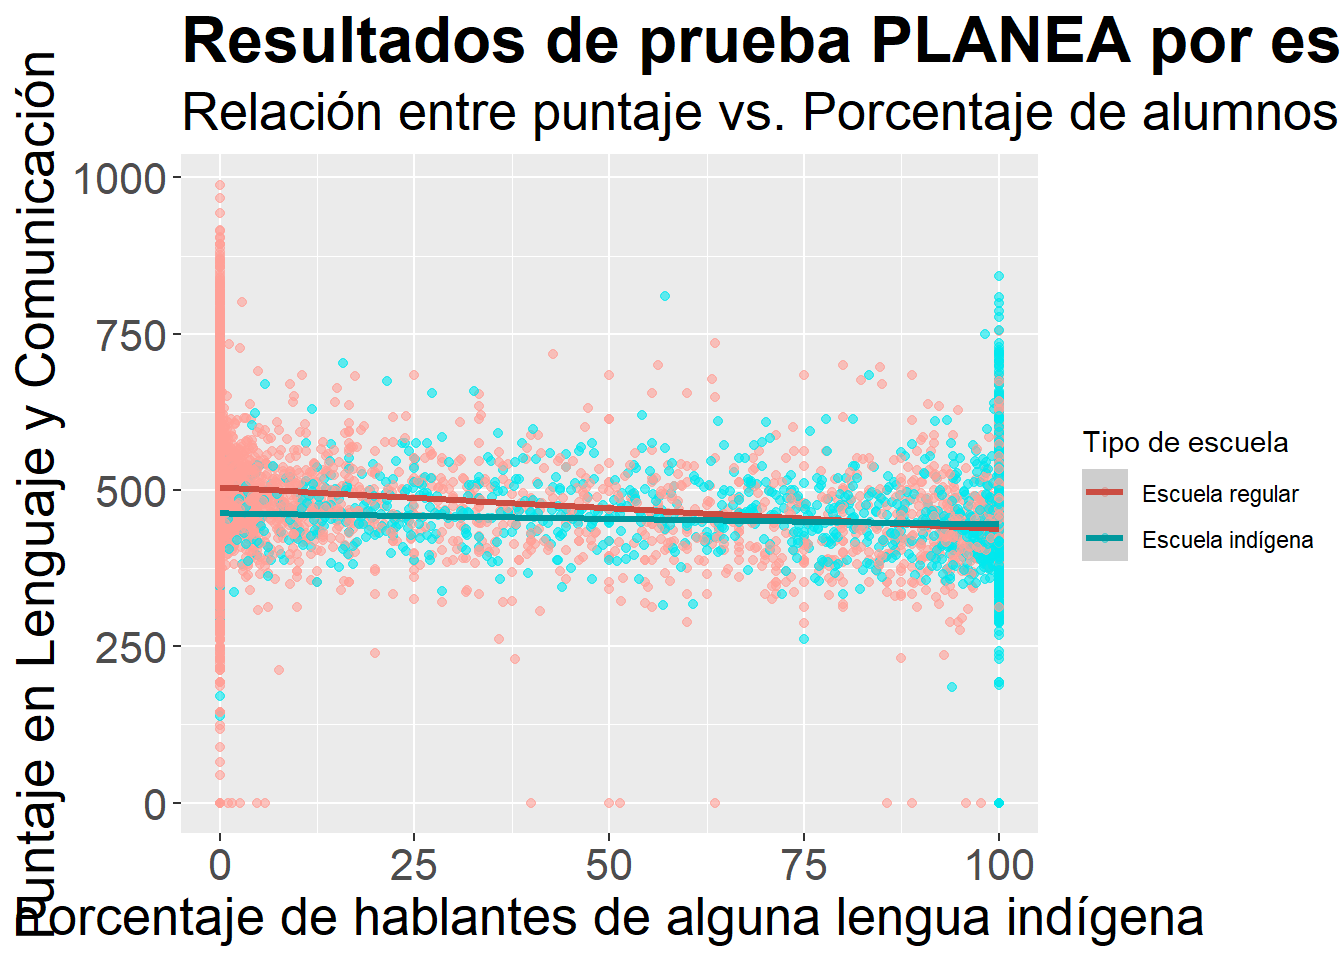 Resultados de prueba PLANEA por es
Relación entre puntaje vs. Porcentaje de alumnos
Puntaje en Lenguaje y Comunicación
1000
750
500
250
0
0 25 50 75 100
Porcentaje de hablantes de alguna lengua indígena
Tipo de escuela
Escuela regular
Escuela indígena